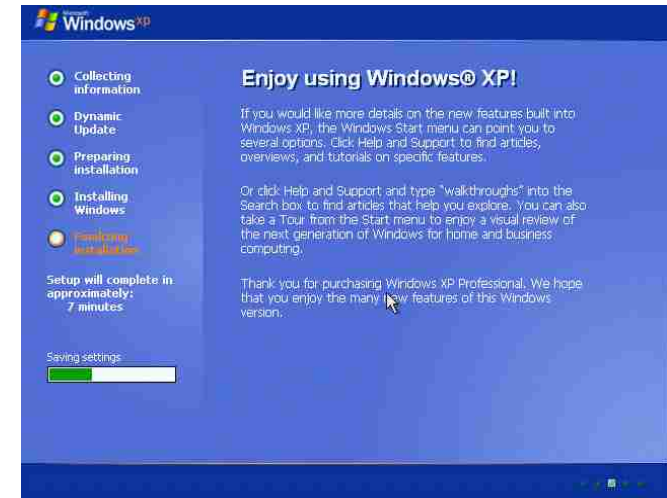 Microsoft
Windows xp
Collecting
information
Dynamic
Update
Preparing
installation
Installing
Windows
Finalizing
installation
Setup will complete in
approximately:
7 minutes
Saving settings
Enjoy using Windows® XP!
If you would like more details on the new features built into
Windows XP, the Windows Start menu can point you to
several options. Click Help and Support to find articles,
overviews, and tutorials on specific features.
Or click Help and Support and type "walkthroughs" into the
Search box to find articles that help you explore. You can also
take a Tour from the Start menu to enjoy a visual review of
the next generation of Windows for home and business
computing.
Thank you for purchasing Windows XP Professional. We hope
that you enjoy the many new features of this Windows
version.